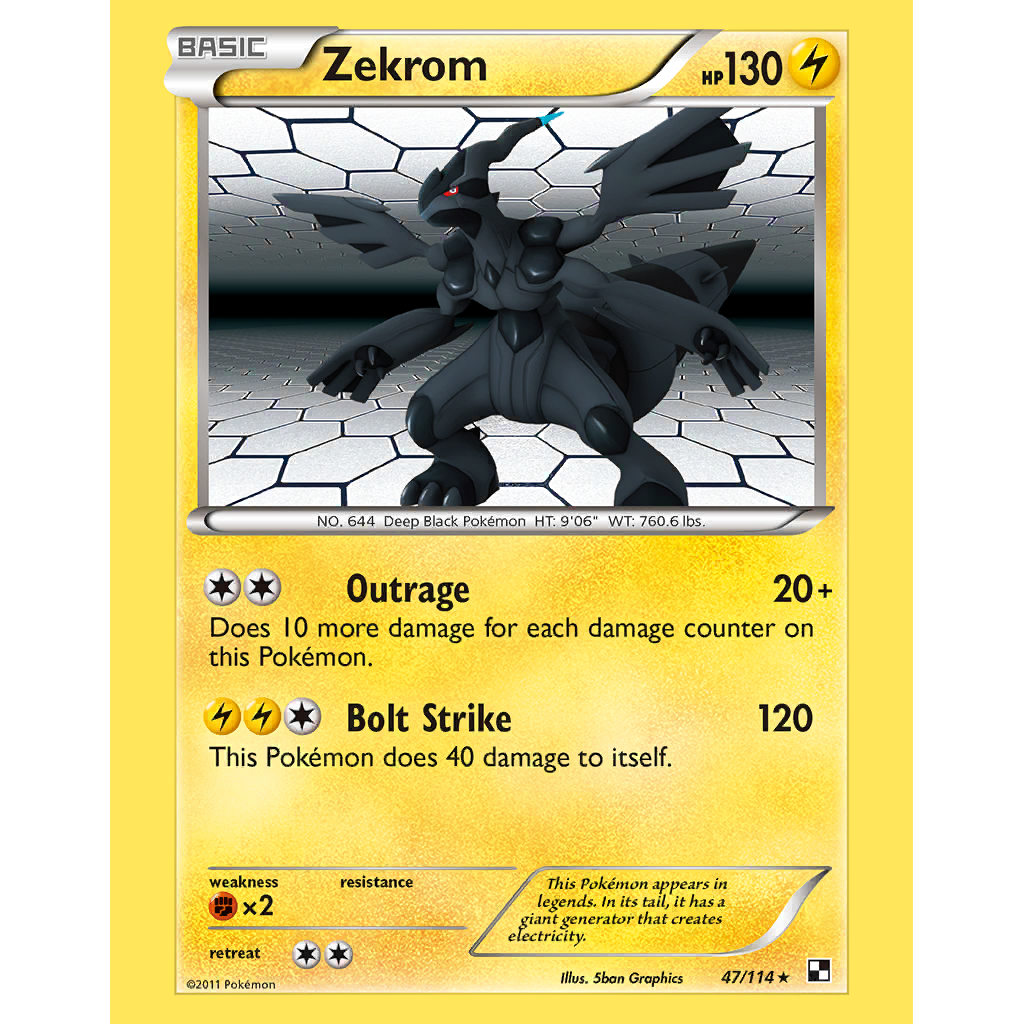 BASIC
Zekrom
HP130
NO. 644 Deep Black Pokémon HT: 9'06" WT: 760.6 lbs.
Outrage 20+
Does 10 more damage for each damage counter on
this Pokémon.
Bolt Strike 120
This Pokémon does 40 damage to itself.
weakness resistance
×2
retreat
This Pokémon appears in
legends. In its tail, it has a
giant generator that creates
electricity.
©2011 Pokémon
Illus. 5ban Graphics 47/114 ★